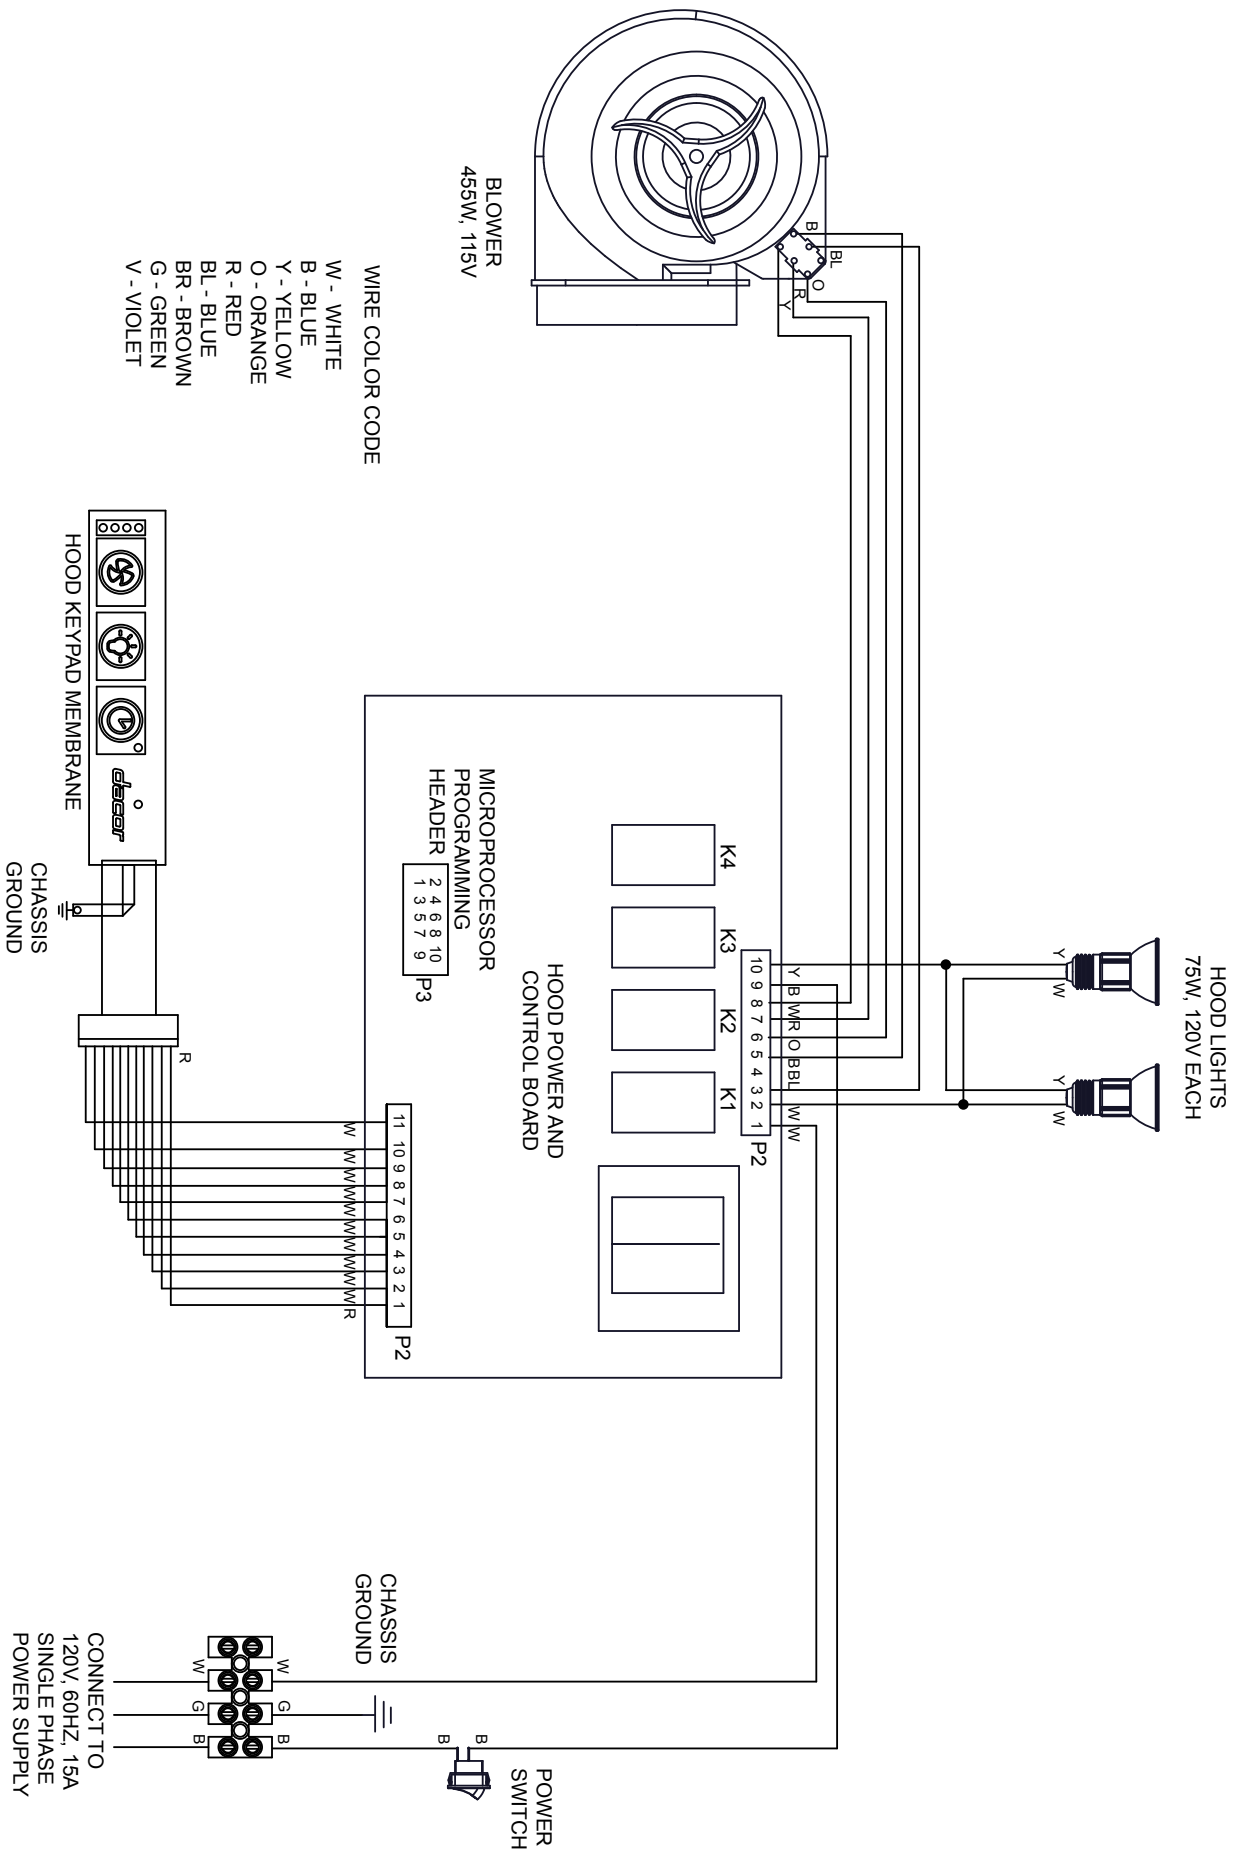 HOOD LIGHTS
75W, 120V EACH
Y
W
Y
W
BLOWER
455W, 115V
B
BL
O
R
Y
WIRE COLOR CODE
W - WHITE
B - BLUE
Y - YELLOW
O - ORANGE
R - RED
BL - BLUE
BR - BROWN
G - GREEN
V - VIOLET
Y B W R O B BL W W
10 9 8 7 6 5 4 3 2 1
P2
K4
K3
K2
K1
HOOD POWER AND
CONTROL BOARD
MICROPROCESSOR
PROGRAMMING
HEADER
2 4 6 8 10
1 3 5 7 9
P3
11 10 9 8 7 6 5 4 3 2 1
P2
W W W W W W W W W W R
R
dacor
HOOD KEYPAD MEMBRANE
CHASSIS
GROUND
POWER
SWITCH
B
B
CHASSIS
GROUND
W
G
B
W
G
B
CONNECT TO
120V, 60HZ, 15A
SINGLE PHASE
POWER SUPPLY